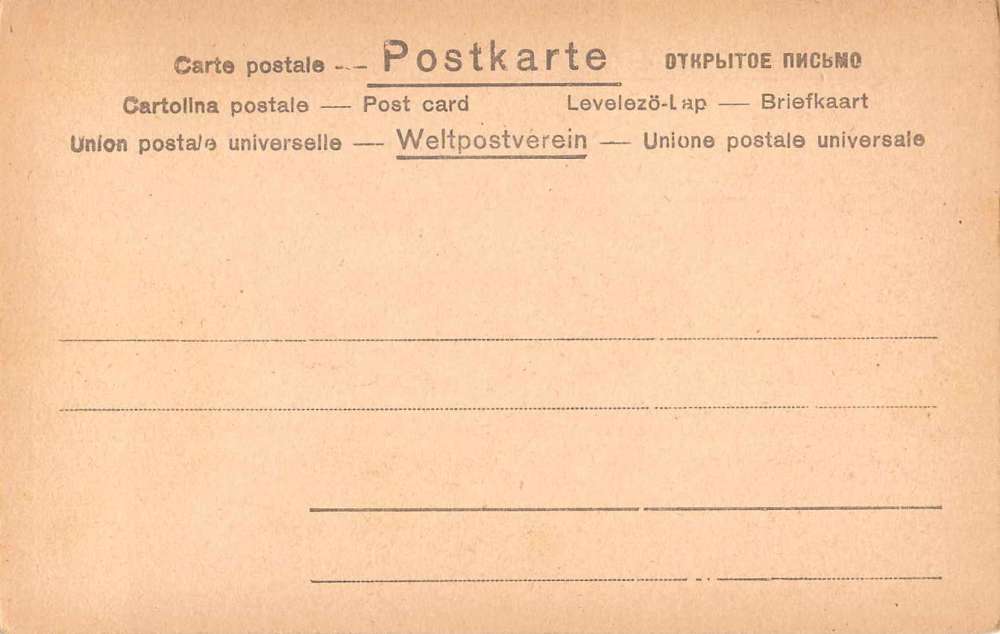 Carte postale -- Postkarte ОТКРЫТОЕ ПИСЬМО
Cartolina postale — Post card Levelezö-Lap — Briefkaart
Union postale universelle — Weltpostverein — Unione postale universale